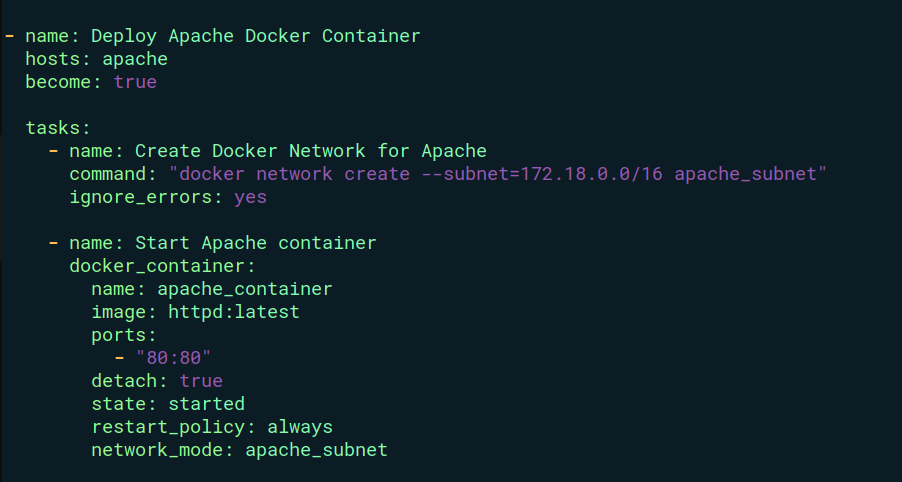 - name: Deploy Apache Docker Container
  hosts: apache
  become: true

  tasks:
    - name: Create Docker Network for Apache
      command: "docker network create --subnet=172.18.0.0/16 apache_subnet"
      ignore_errors: yes

    - name: Start Apache container
      docker_container:
        name: apache_container
        image: httpd:latest
        ports:
          - "80:80"
        detach: true
        state: started
        restart_policy: always
        network_mode: apache_subnet